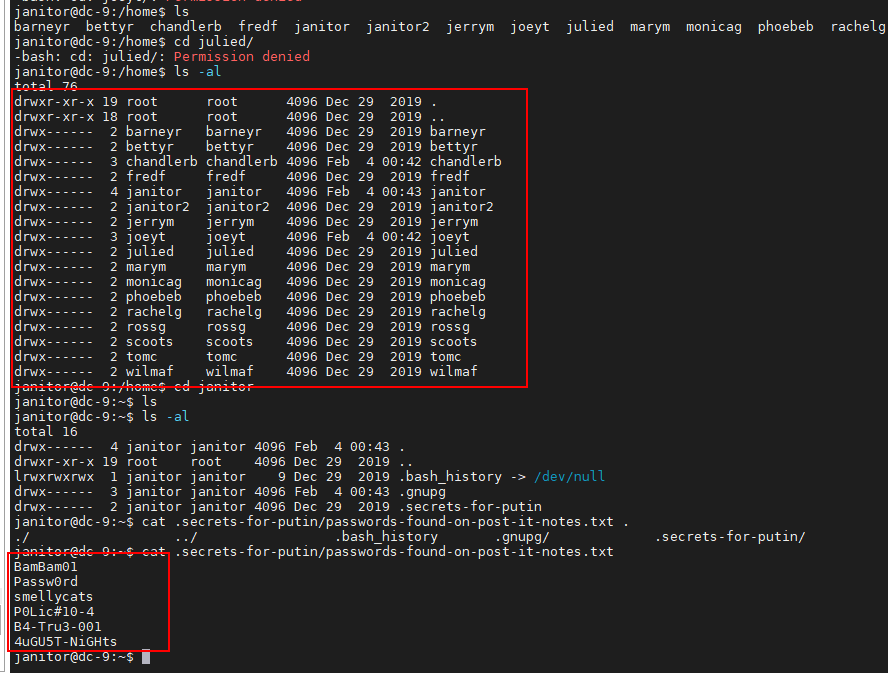 janitor@dc-9:/home$ ls
barneyr bettyr chandlerb fredf janitor janitor2 jerrym joeyt julied marym monicag phoebeb rachelg
janitor@dc-9:/home$ cd julied/
-bash: cd: julied/: Permission denied
janitor@dc-9:/home$ ls -al
total 76
drwxr-xr-x 19 root root 4096 Dec 29 2019 .
drwxr-xr-x 18 root root 4096 Dec 29 2019 ..
drwx------ 2 barneyr barneyr 4096 Dec 29 2019 barneyr
drwx------ 2 bettyr bettyr 4096 Dec 29 2019 bettyr
drwx------ 3 chandlerb chandlerb 4096 Feb 4 00:42 chandlerb
drwx------ 2 fredf fredf 4096 Dec 29 2019 fredf
drwx------ 4 janitor janitor 4096 Feb 4 00:43 janitor
drwx------ 2 janitor2 janitor2 4096 Dec 29 2019 janitor2
drwx------ 2 jerrym jerrym 4096 Dec 29 2019 jerrym
drwx------ 3 joeyt joeyt 4096 Feb 4 00:42 joeyt
drwx------ 2 julied julied 4096 Dec 29 2019 julied
drwx------ 2 marym marym 4096 Dec 29 2019 marym
drwx------ 2 monicag monicag 4096 Dec 29 2019 monicag
drwx------ 2 phoebeb phoebeb 4096 Dec 29 2019 phoebeb
drwx------ 2 rachelg rachelg 4096 Dec 29 2019 rachelg
drwx------ 2 rossg rossg 4096 Dec 29 2019 rossg
drwx------ 2 scoots scoots 4096 Dec 29 2019 scoots
drwx------ 2 tomc tomc 4096 Dec 29 2019 tomc
drwx------ 2 wilmaf wilmaf 4096 Dec 29 2019 wilmaf
janitor@dc-9:/home$ cd janitor
janitor@dc-9:~$ ls
janitor@dc-9:~$ ls -al
total 16
drwx------ 4 janitor janitor 4096 Feb 4 00:43 .
drwxr-xr-x 19 root root 4096 Dec 29 2019 ..
lrwxrwxrwx 1 janitor janitor 9 Dec 29 2019 .bash_history -> /dev/null
drwx------ 3 janitor janitor 4096 Feb 4 00:43 .gnupg
drwx------ 2 janitor janitor 4096 Dec 29 2019 .secrets-for-putin
janitor@dc-9:~$ cat .secrets-for-putin/passwords-found-on-post-it-notes.txt .
./ ../ .bash_history .gnupg/ .secrets-for-putin/
janitor@dc-9:~$ cat .secrets-for-putin/passwords-found-on-post-it-notes.txt
BamBam01
Passw0rd
smellycats
P0Lic#10-4
B4-Tru3-001
4uGU5T-NiGHts
janitor@dc-9:~$